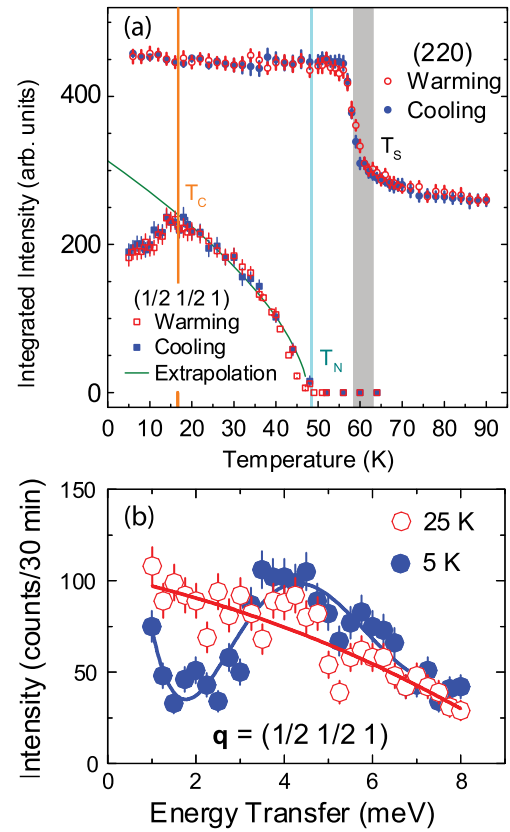 (a)
(220)
Warming
Cooling
T_S
T_C
(1/2 1/2 1)
Warming
Cooling
Extrapolation
T_N
Integrated Intensity (arb. units)
400
200
0
0 10 20 30 40 50 60 70 80 90
Temperature (K)
(b)
25 K
5 K
q = (1/2 1/2 1)
Intensity (counts/30 min)
150
100
50
0
0 2 4 6 8
Energy Transfer (meV)